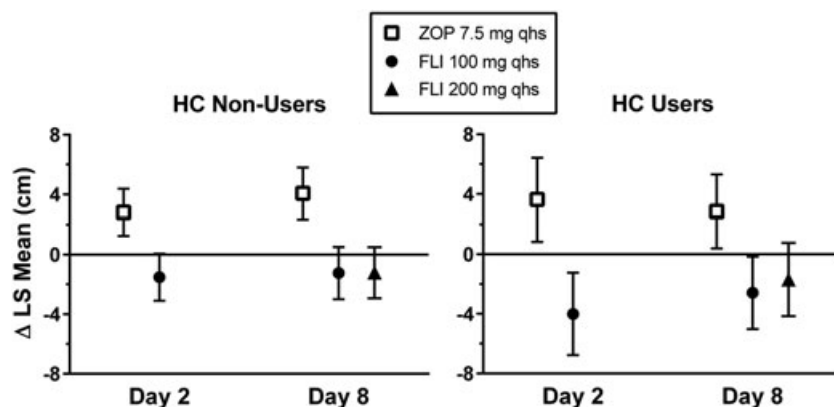 ZOP 7.5 mg qhs
FLI 100 mg qhs
FLI 200 mg qhs
HC Non-Users
HC Users
Δ LS Mean (cm)
8
4
0
-4
-8
Day 2
Day 8
8
4
0
-4
-8
Day 2
Day 8